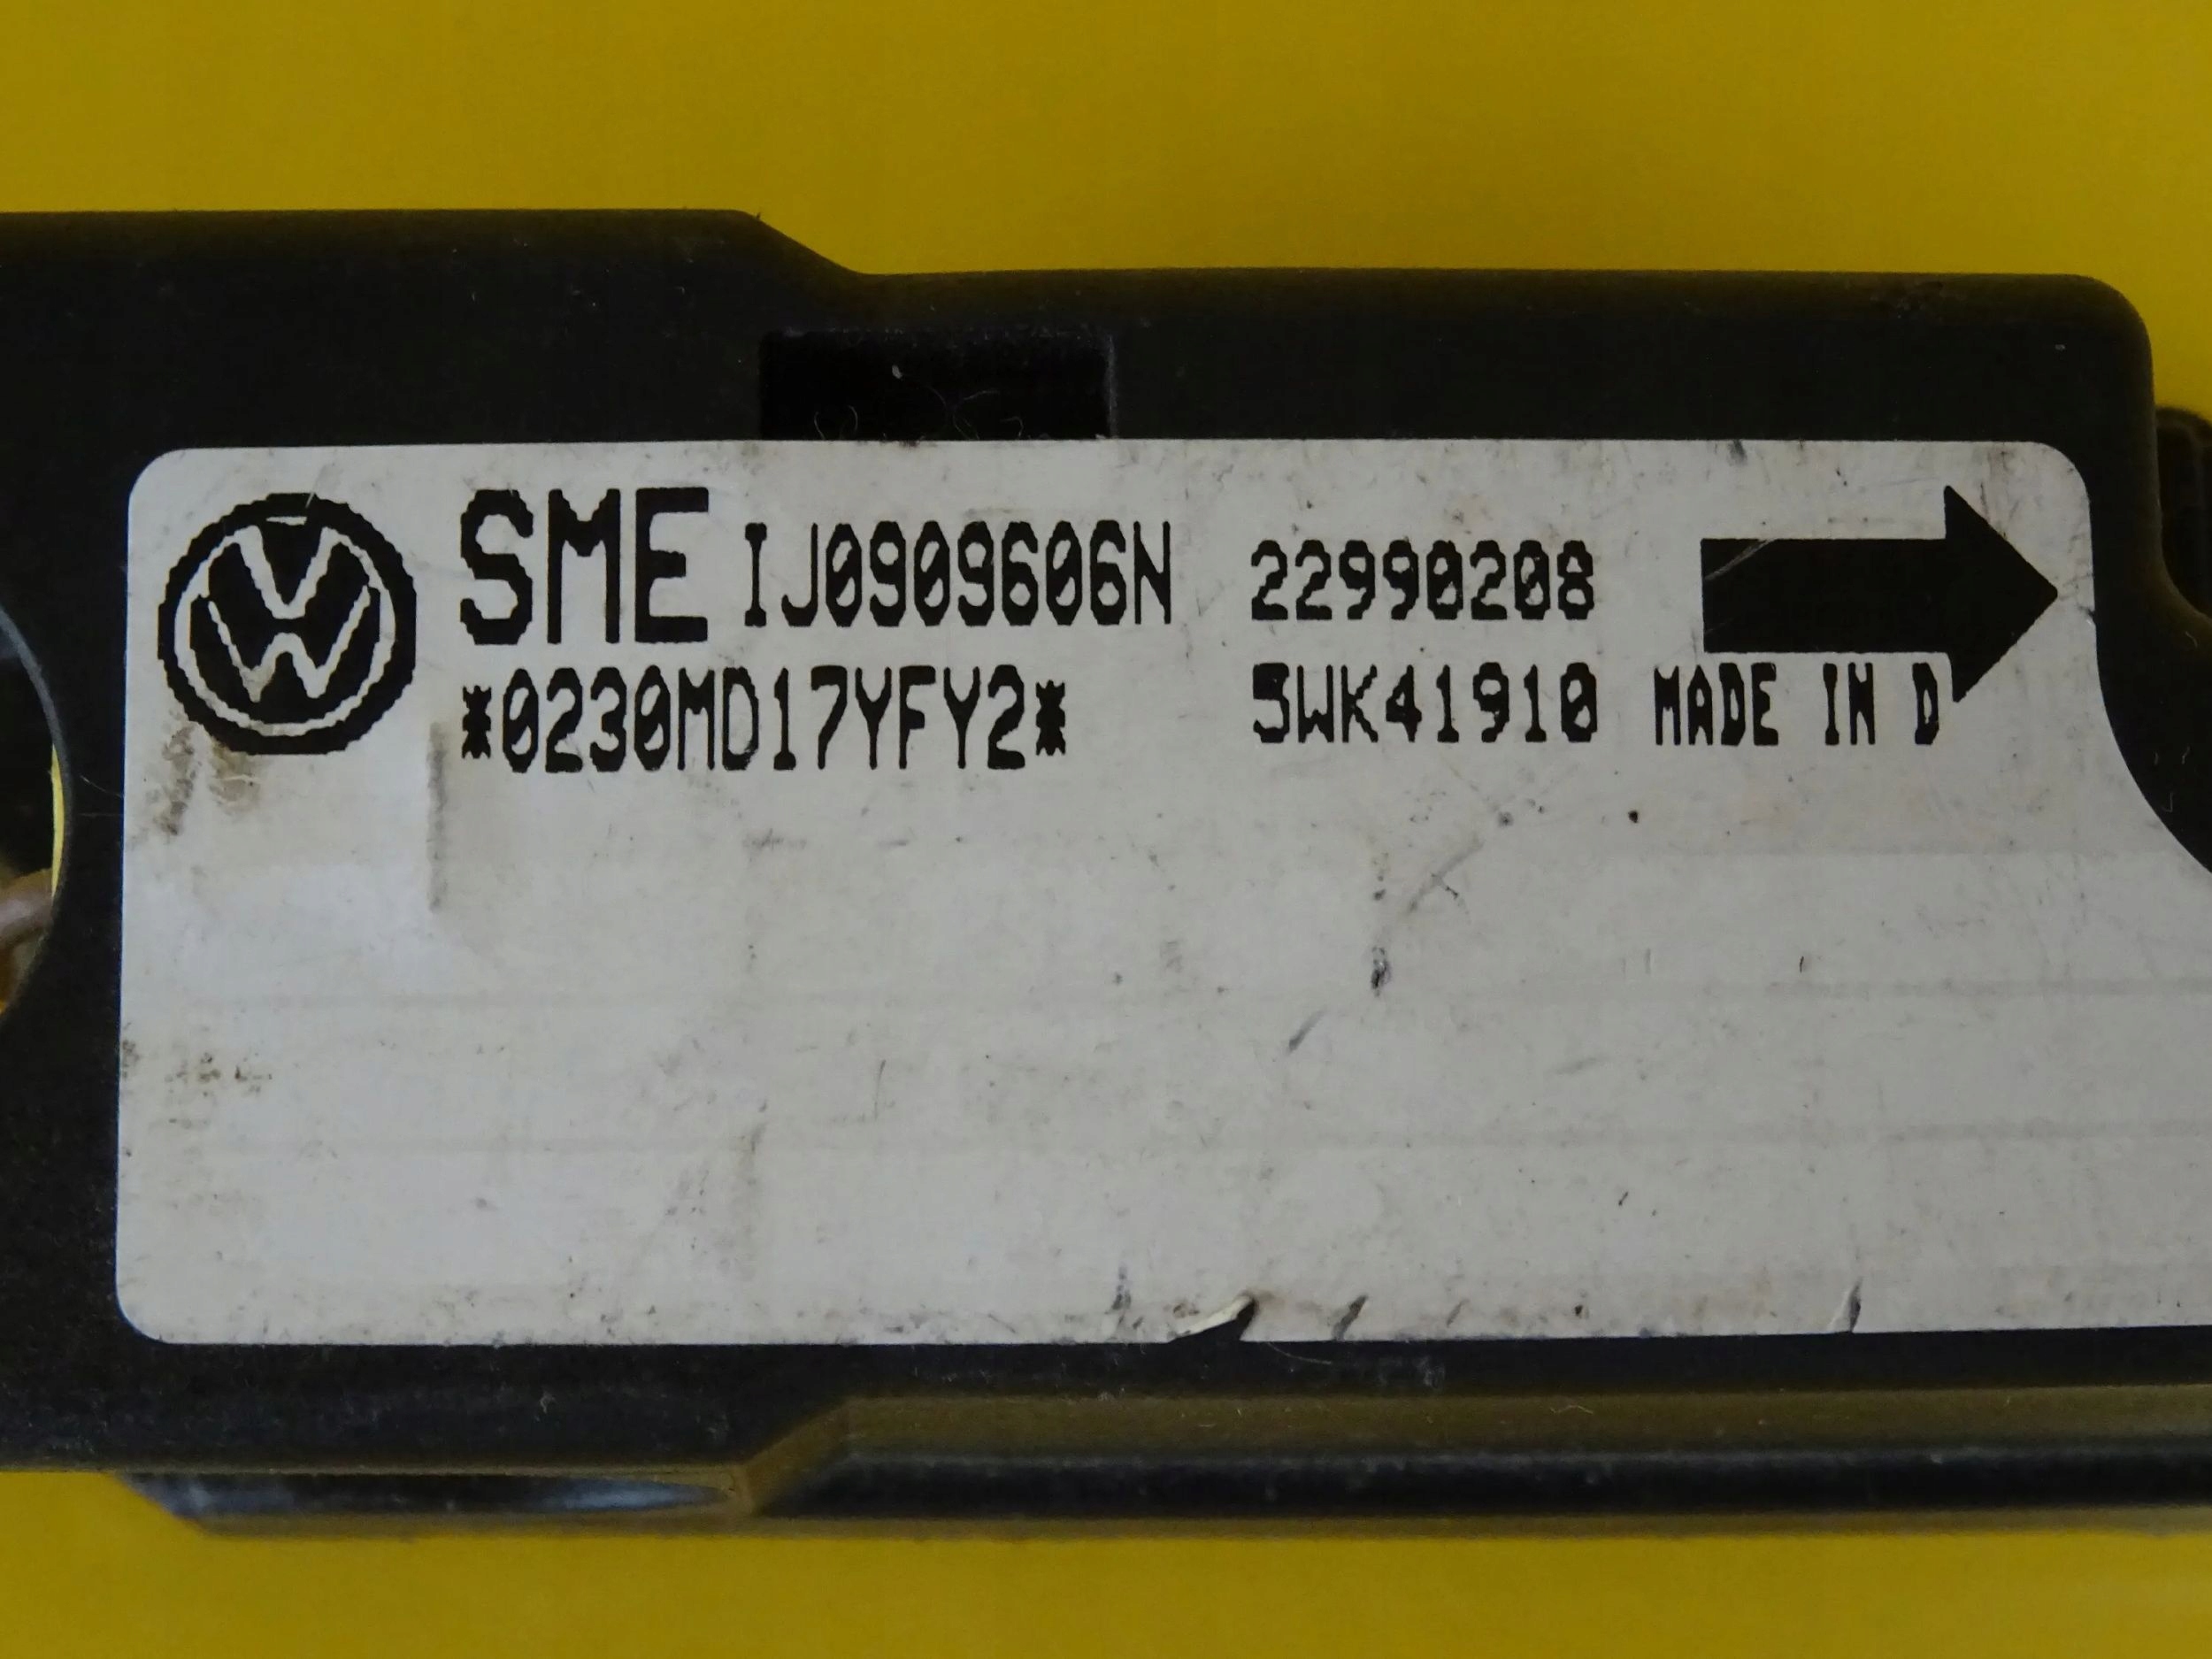 SME IJ0909606N 22990208
*0230MD17YFY2* 5WK41910 MADE IN D